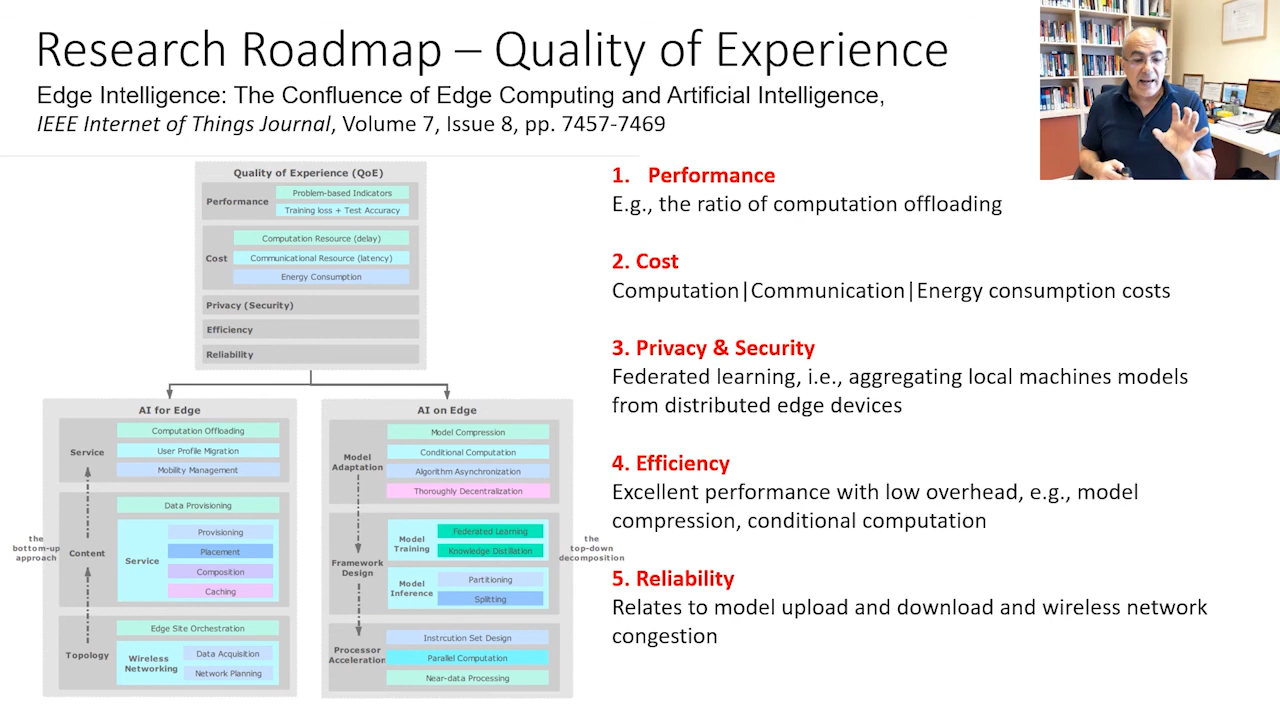 Research Roadmap – Quality of Experience
Edge Intelligence: The Confluence of Edge Computing and Artificial Intelligence,
IEEE Internet of Things Journal, Volume 7, Issue 8, pp. 7457-7469
Quality of Experience (QoE)
Performance
Problem-based Indicators
Training loss + Test Accuracy
Cost
Computation Resource (delay)
Communicational Resource (latency)
Energy Consumption
Privacy (Security)
Efficiency
Reliability
AI for Edge
Service
Computation Offloading
User Profile Migration
Mobility Management
the
bottom-up
approach
Content
Data Provisioning
Service
Provisioning
Placement
Composition
Caching
Topology
Edge Site Orchestration
Wireless
Networking
Data Acquisition
Network Planning
AI on Edge
Model
Adaptation
Model Compression
Conditional Computation
Algorithm Asynchronization
Thoroughly Decentralization
Framework
Design
Model
Training
Federated Learning
Knowledge Distillation
Model
Inference
Partitioning
Splitting
the
top-down
decomposition
Processor
Acceleration
Instrcution Set Design
Parallel Computation
Near-data Processing
1. Performance
E.g., the ratio of computation offloading
2. Cost
Computation|Communication|Energy consumption costs
3. Privacy & Security
Federated learning, i.e., aggregating local machines models
from distributed edge devices
4. Efficiency
Excellent performance with low overhead, e.g., model
compression, conditional computation
5. Reliability
Relates to model upload and download and wireless network
congestion